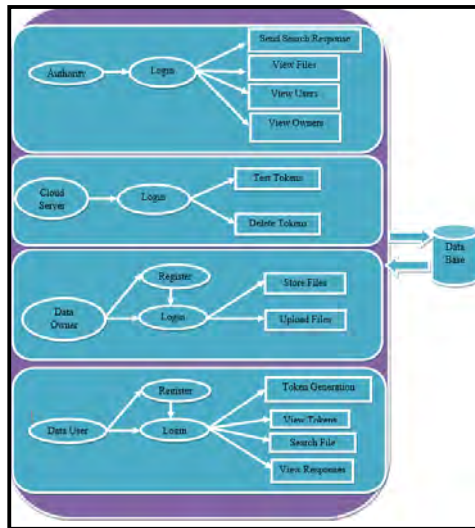 Send Search Response
View Files
Authority
Login
View Users
View Owners
Cloud
Server
Login
Test Tokens
Delete Tokens
Data
Base
Register
Store Files
Data
Owner
Login
Upload Files
Register
Token Generation
View Tokens
Data User
Login
Search File
View Responses